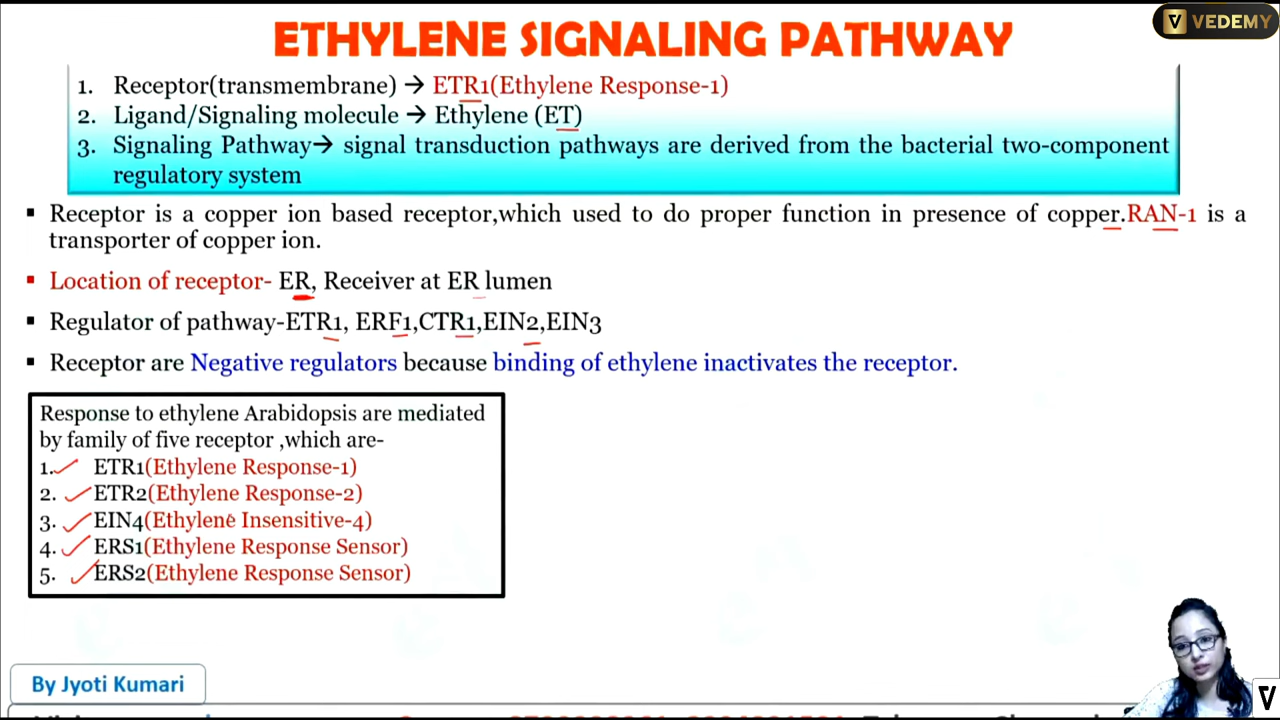 VEDEMY
ETHYLENE SIGNALING PATHWAY
1. Receptor(transmembrane) → ETR1(Ethylene Response-1)
2. Ligand/Signaling molecule → Ethylene (ET)
3. Signaling Pathway→ signal transduction pathways are derived from the bacterial two-component
regulatory system
▪ Receptor is a copper ion based receptor,which used to do proper function in presence of copper.RAN-1 is a
transporter of copper ion.
▪ Location of receptor- ER, Receiver at ER lumen
▪ Regulator of pathway-ETR1, ERF1,CTR1,EIN2,EIN3
▪ Receptor are Negative regulators because binding of ethylene inactivates the receptor.
Response to ethylene Arabidopsis are mediated
by family of five receptor ,which are-
1. ETR1(Ethylene Response-1)
2. ETR2(Ethylene Response-2)
3. EIN4(Ethylene Insensitive-4)
4. ERS1(Ethylene Response Sensor)
5. ERS2(Ethylene Response Sensor)
By Jyoti Kumari